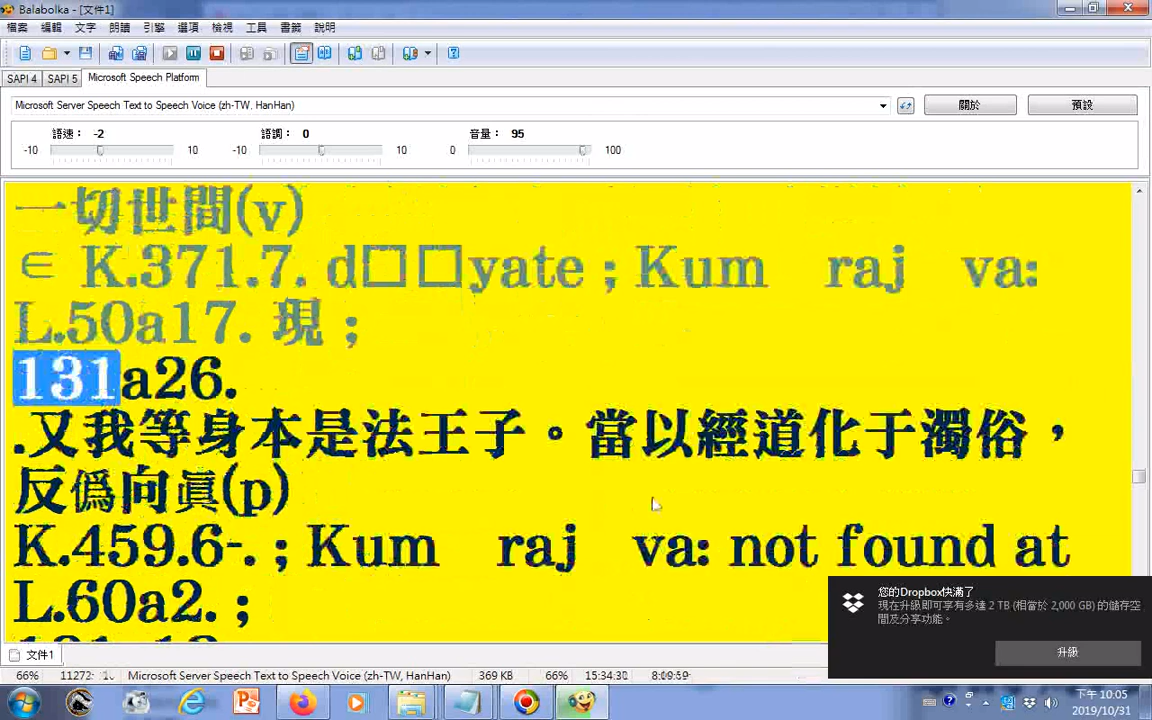 Balabolka - [文件1]
檔案 編輯 文字 朗讀 引擎 選項 檢視 工具 書籤 說明
SAPI 4 SAPI 5 Microsoft Speech Platform
Microsoft Server Speech Text to Speech Voice (zh-TW, HanHan) 關於 預設
語速： -2 語調： 0 音量： 95
-10 10 -10 10 0 100
一切世間(v)
∈ K.371.7. d□□yate ; Kum raj va:
L.50a17. 現 ;
131a26.
.又我等身本是法王子。當以經道化于濁俗，
反僞向眞(p)
K.459.6-. ; Kum raj va: not found at
L.60a2. ;
您的Dropbox快滿了
現在升級即可享有多達 2 TB (相當於 2,000 GB) 的儲存空
間及分享功能。
升級
文件1
66% 11272: Microsoft Server Speech Text to Speech Voice (zh-TW, HanHan) 369 KB 66% 15:34:30 8:09:59
下午 10:05
2019/10/31